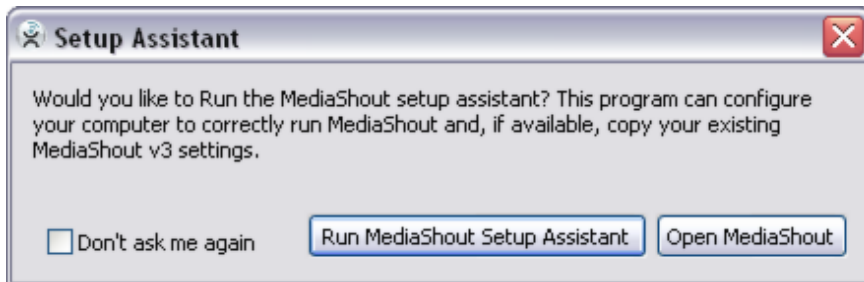 Setup Assistant
Would you like to Run the MediaShout setup assistant? This program can configure
your computer to correctly run MediaShout and, if available, copy your existing
MediaShout v3 settings.
Don't ask me again
Run MediaShout Setup Assistant
Open MediaShout